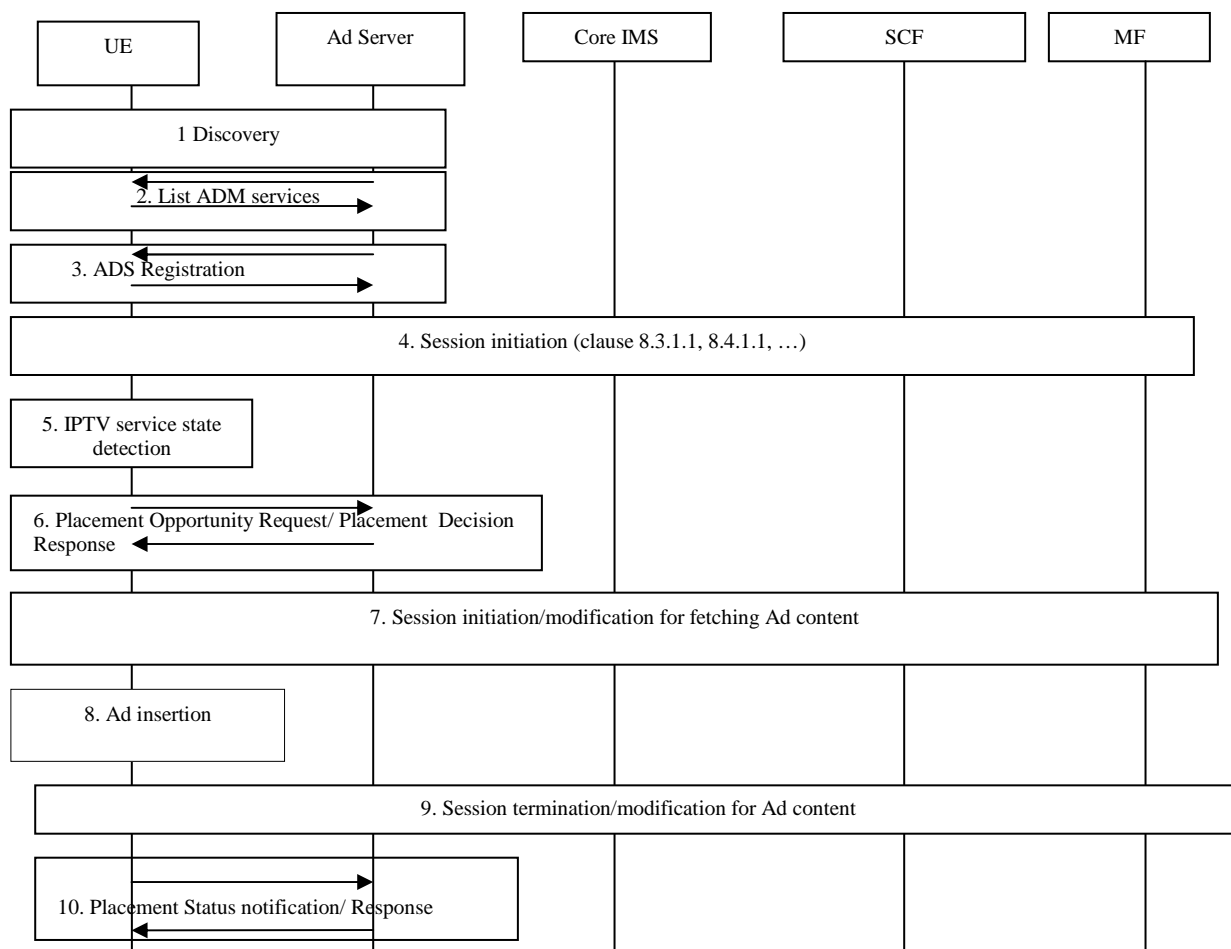 UE
Ad Server
Core IMS
SCF
MF
1 Discovery
2. List ADM services
3. ADS Registration
4. Session initiation (clause 8.3.1.1, 8.4.1.1, …)
5. IPTV service state
detection
6. Placement Opportunity Request/ Placement  Decision
Response
7. Session initiation/modification for fetching Ad content
8. Ad insertion
9. Session termination/modification for Ad content
10. Placement Status notification/ Response